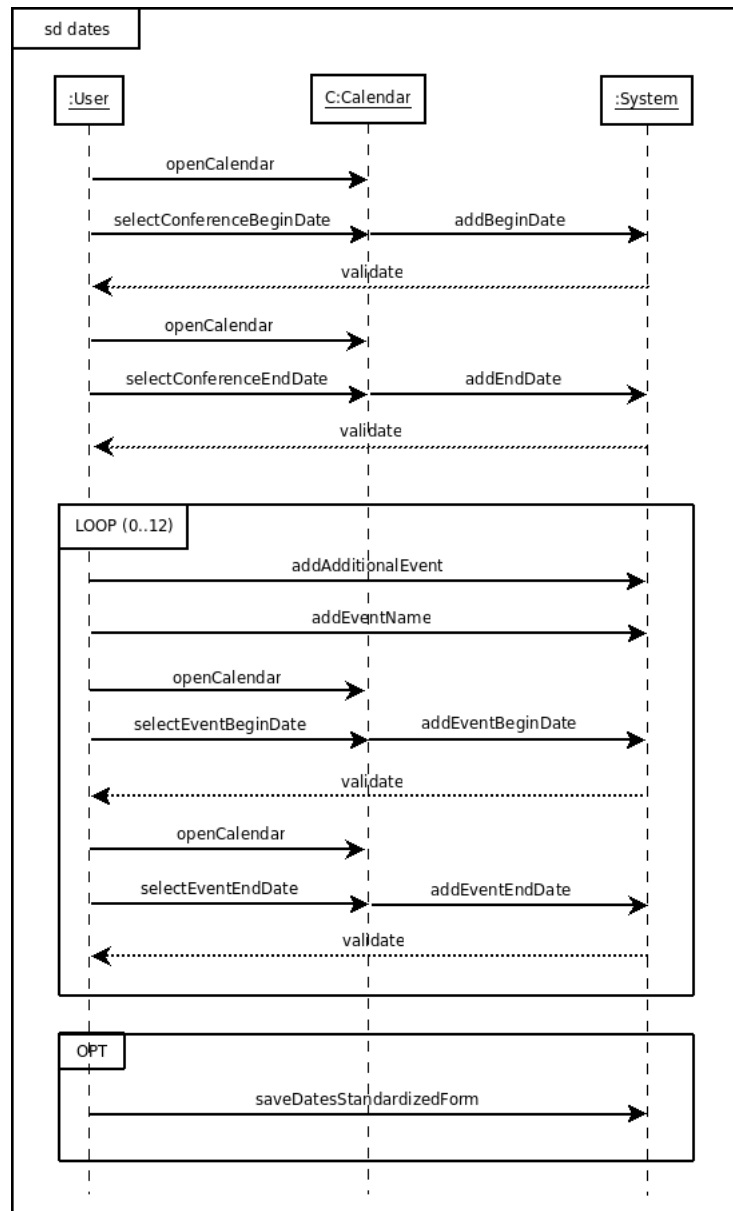 sd dates
:User
C:Calendar
:System
openCalendar
selectConferenceBeginDate
addBeginDate
validate
openCalendar
selectConferenceEndDate
addEndDate
validate
LOOP (0..12)
addAdditionalEvent
addEventName
openCalendar
selectEventBeginDate
addEventBeginDate
validate
openCalendar
selectEventEndDate
addEventEndDate
validate
OPT
saveDatesStandardizedForm